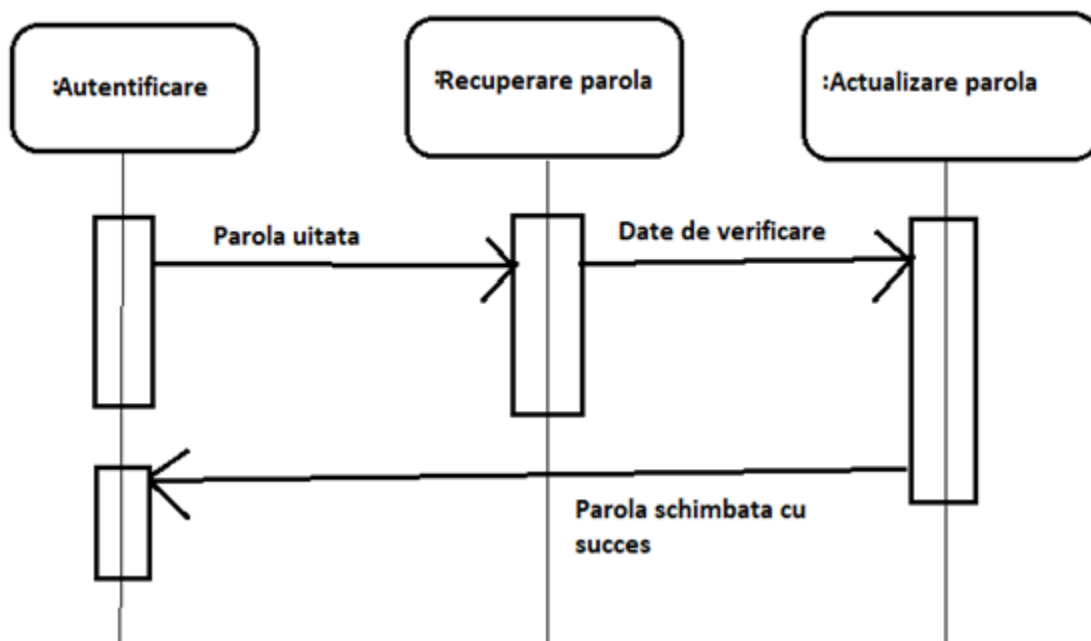 :Autentificare
:Recuperare parola
:Actualizare parola
Parola uitata
Date de verificare
Parola schimbata cu
succes